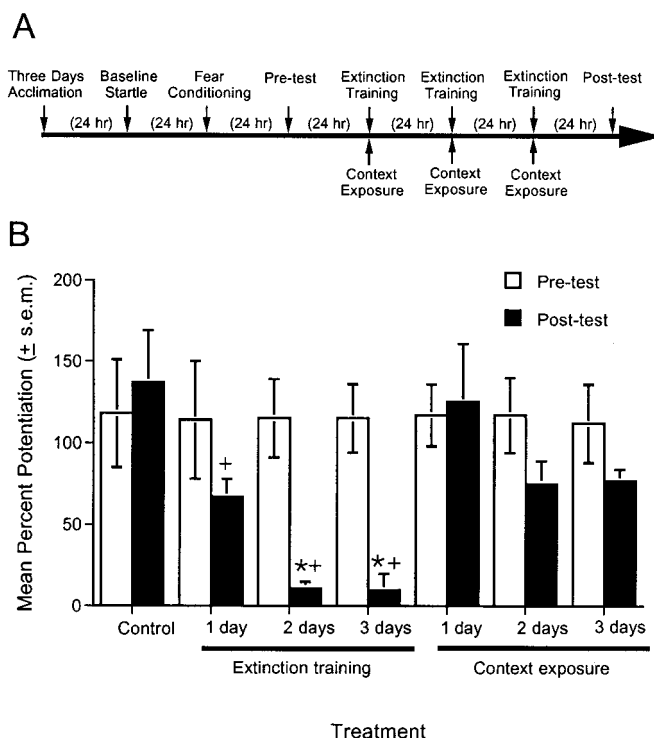 A
Three Days Acclimation
Baseline Startle
Fear Conditioning
Pre-test
Extinction Training
Extinction Training
Extinction Training
Post-test
(24 hr) (24 hr) (24 hr) (24 hr) (24 hr) (24 hr) (24 hr)
Context Exposure
Context Exposure
Context Exposure
B
Mean Percent Potentiation (± s.e.m.)
200
150
100
50
0
Pre-test
Post-test
+
*+
*+
Control 1 day 2 days 3 days 1 day 2 days 3 days
Extinction training Context exposure
Treatment